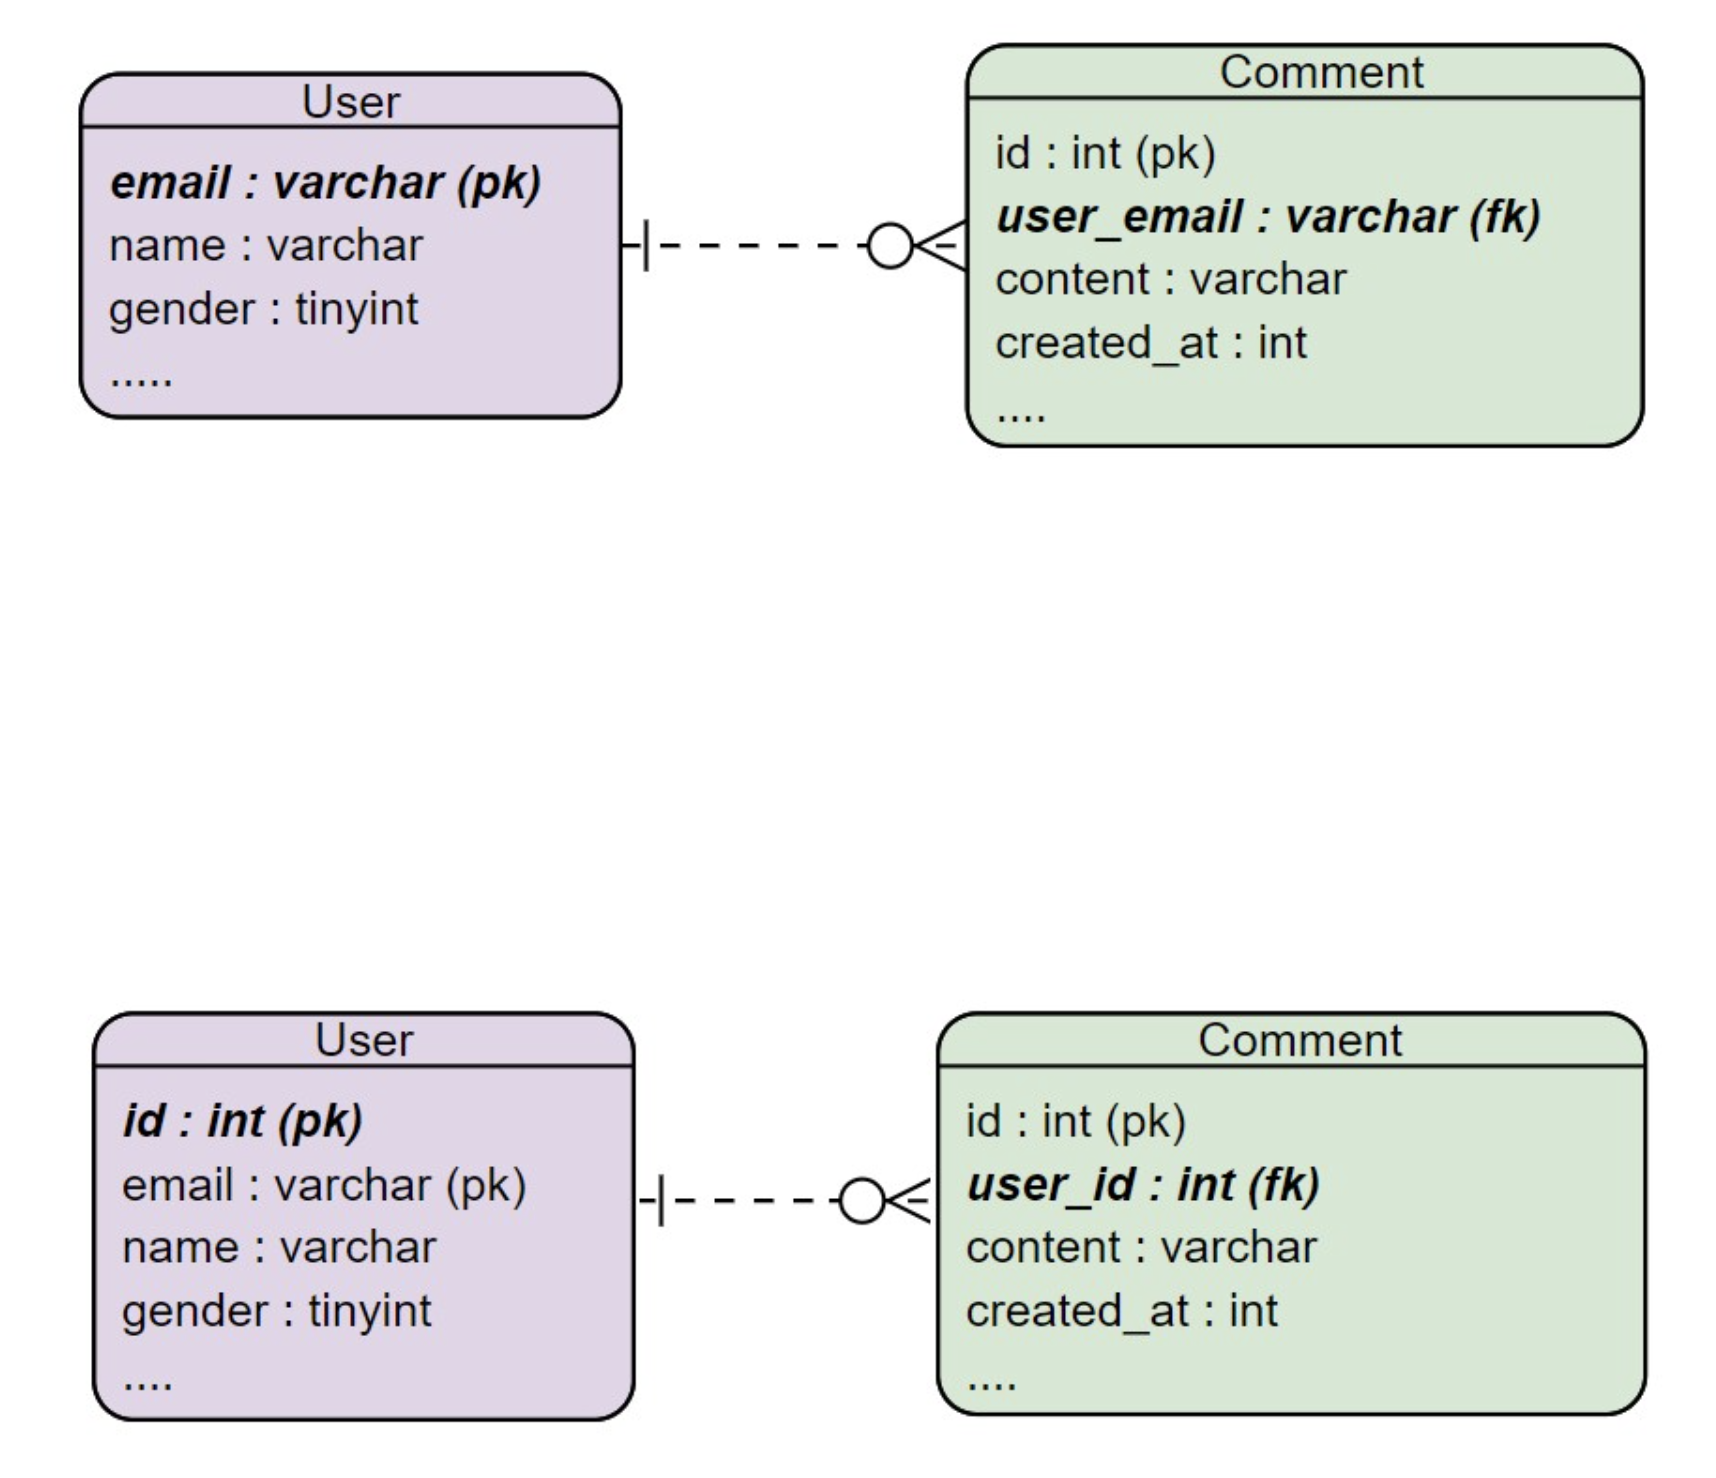 User
email : varchar (pk)
name : varchar
gender : tinyint
.....
Comment
id : int (pk)
user_email : varchar (fk)
content : varchar
created_at : int
....
User
id : int (pk)
email : varchar (pk)
name : varchar
gender : tinyint
....
Comment
id : int (pk)
user_id : int (fk)
content : varchar
created_at : int
....